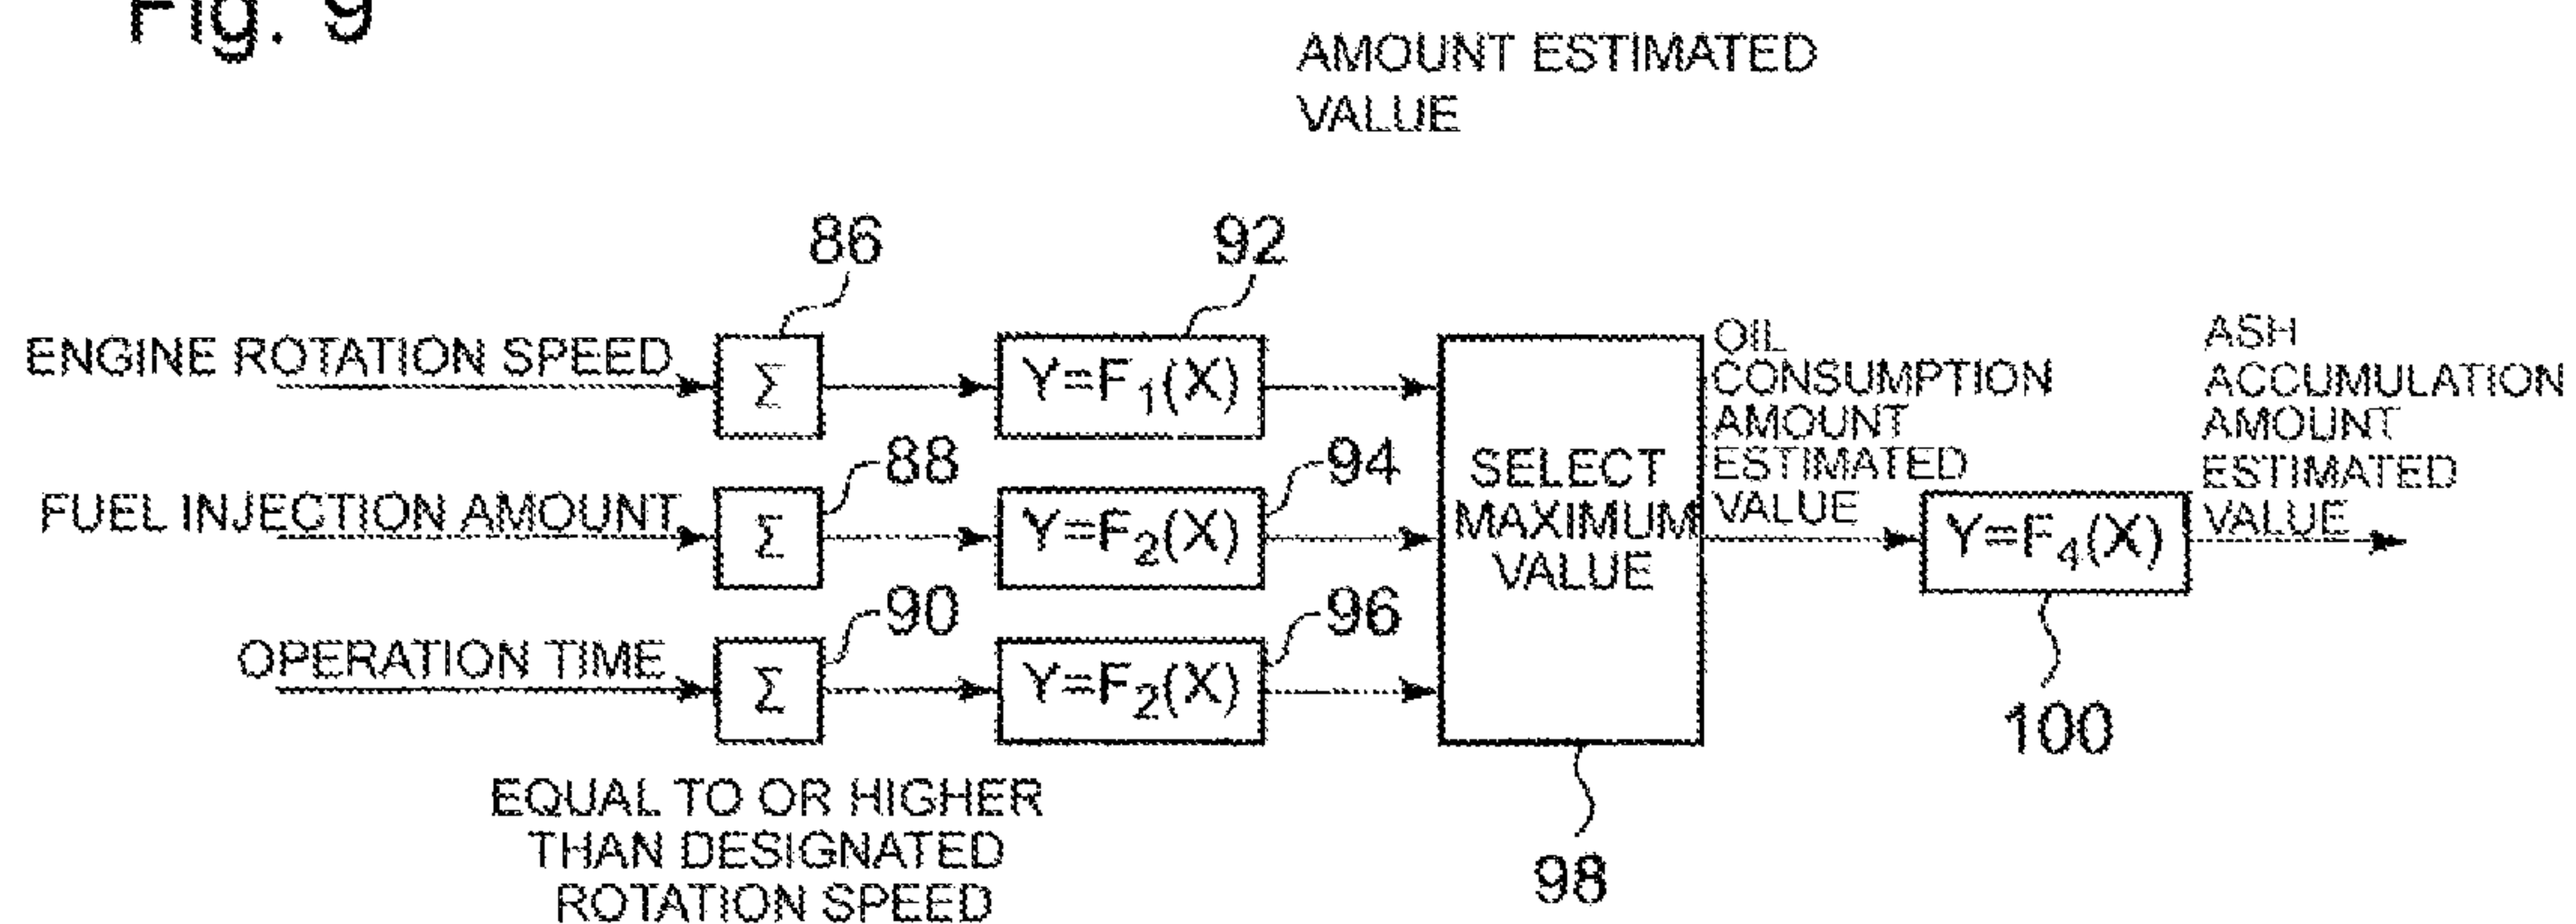 Fig. 9
AMOUNT ESTIMATED
VALUE
86
92
ENGINE ROTATION SPEED
Σ
Y=F1(X)
88
94
FUEL INJECTION AMOUNT
Σ
Y=F2(X)
90
96
OPERATION TIME
Σ
Y=F2(X)
EQUAL TO OR HIGHER
THAN DESIGNATED
ROTATION SPEED
SELECT
MAXIMUM
VALUE
98
OIL
CONSUMPTION
AMOUNT
ESTIMATED
VALUE
Y=F4(X)
100
ASH
ACCUMULATION
AMOUNT
ESTIMATED
VALUE